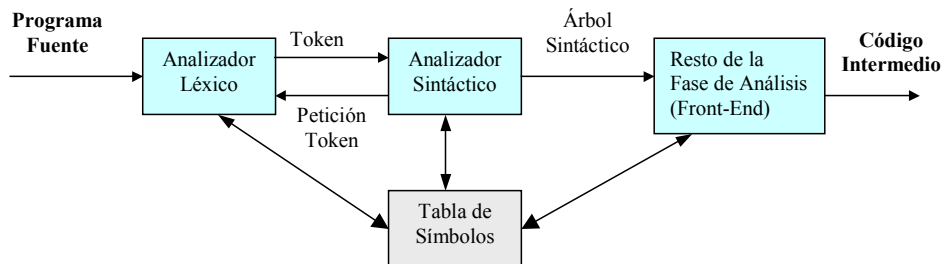 Programa
Fuente
Token
Árbol
Sintáctico
Código
Intermedio
Analizador
Léxico
Analizador
Sintáctico
Resto de la
Fase de Análisis
(Front-End)
Petición
Token
Tabla de
Símbolos